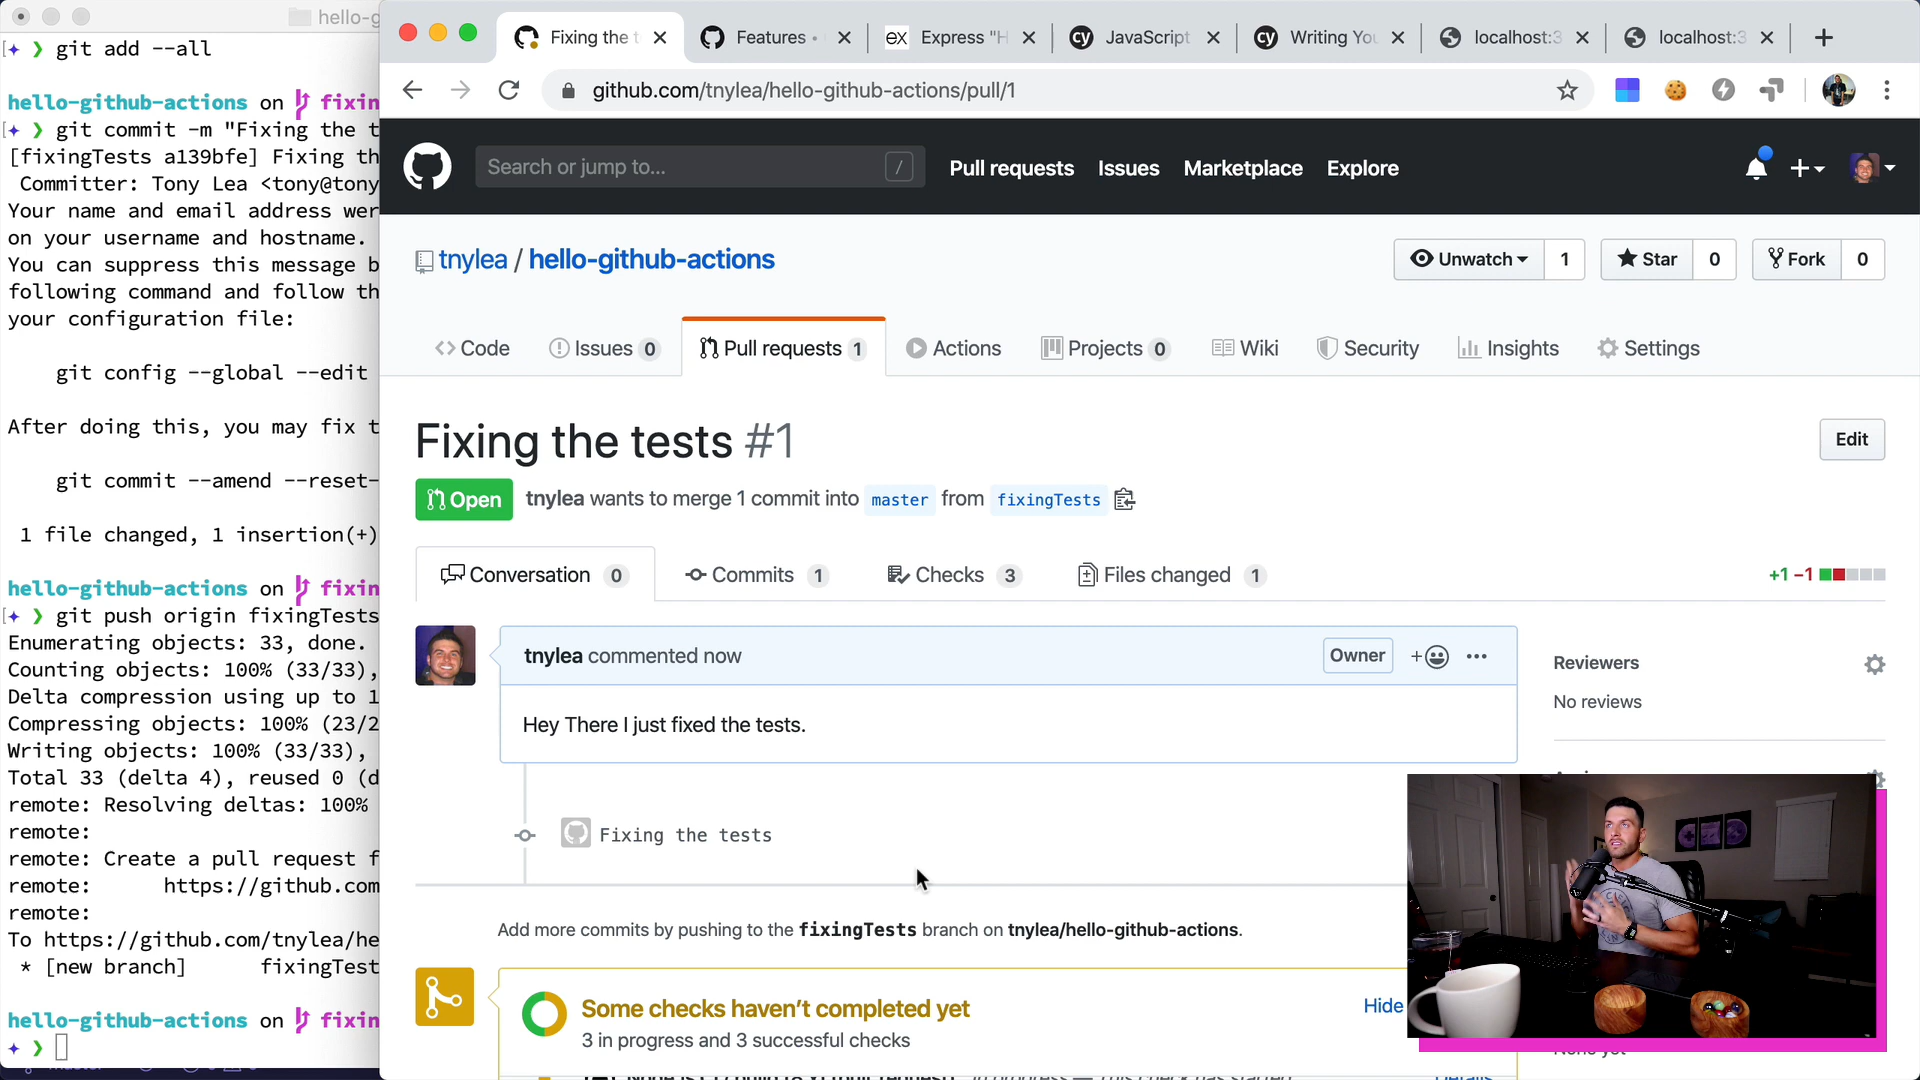 hello-g
git add --all
hello-github-actions on fixin
git commit -m "Fixing the t
[fixingTests a139bfe] Fixing th
Committer: Tony Lea <tony@tony
Your name and email address wer
on your username and hostname.
You can suppress this message b
following command and follow th
your configuration file:
git config --global --edit
After doing this, you may fix t
git commit --amend --reset-
1 file changed, 1 insertion(+)
hello-github-actions on fixin
git push origin fixingTests
Enumerating objects: 33, done.
Counting objects: 100% (33/33),
Delta compression using up to 1
Compressing objects: 100% (23/2
Writing objects: 100% (33/33),
Total 33 (delta 4), reused 0 (d
remote: Resolving deltas: 100%
remote:
remote: Create a pull request f
remote: https://github.com
remote:
To https://github.com/tnylea/he
* [new branch] fixingTest
hello-github-actions on fixin
Fixing the t
Features •
EX Express "H
cy JavaScript
cy Writing You
localhost:3
localhost:3
github.com/tnylea/hello-github-actions/pull/1
Search or jump to... /
Pull requests Issues Marketplace Explore
tnylea / hello-github-actions
Unwatch 1 Star 0 Fork 0
Code Issues 0 Pull requests 1 Actions Projects 0 Wiki Security Insights Settings
Fixing the tests #1
Edit
Open tnylea wants to merge 1 commit into master from fixingTests
Conversation 0 Commits 1 Checks 3 Files changed 1 +1 −1
tnylea commented now Owner
Hey There I just fixed the tests.
Reviewers
No reviews
Fixing the tests
Add more commits by pushing to the fixingTests branch on tnylea/hello-github-actions.
Some checks haven’t completed yet
Hide
3 in progress and 3 successful checks